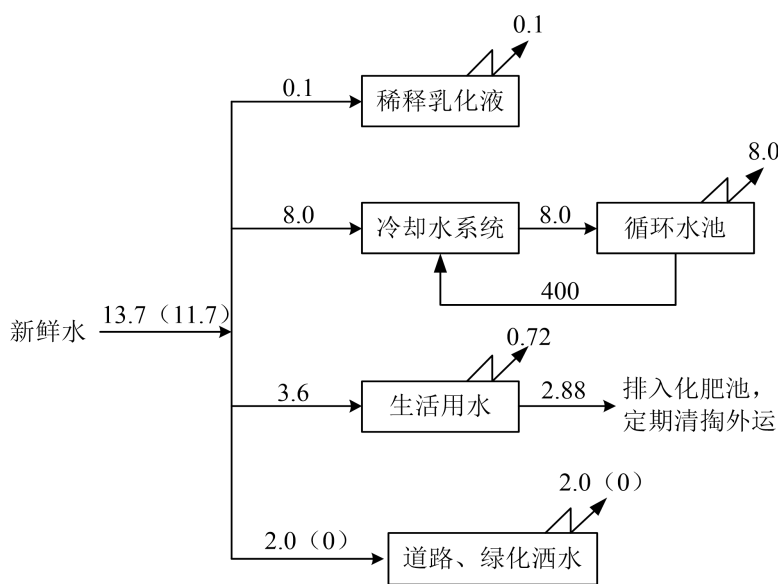 0.1
0.1
稀释乳化液
8.0
8.0
冷却水系统
8.0
循环水池
400
新鲜水
13.7（11.7）
0.72
3.6
生活用水
2.88
排入化肥池，
定期清掏外运
2.0（0）
2.0（0）
道路、绿化洒水